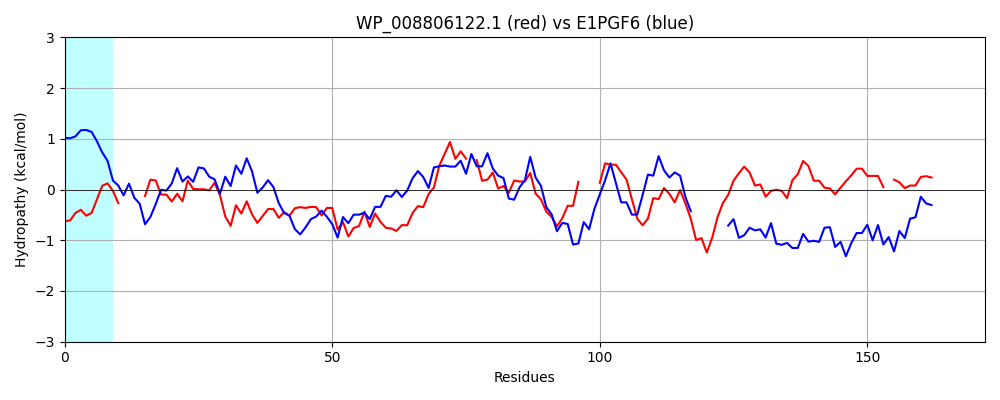 WP_008806122.1 (red) vs E1PGF6 (blue)
3
2
1
0
−1
−2
−3
Hydropathy (kcal/mol)
0 50 100 150
Residues